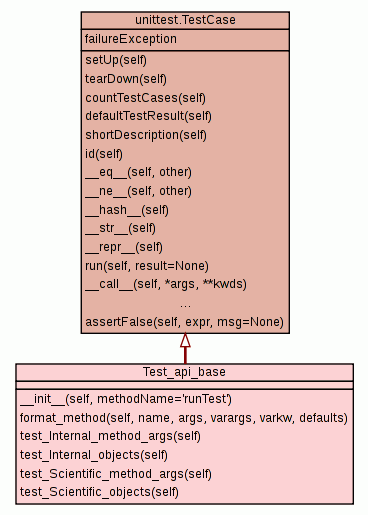 unittest.TestCase
failureException
setUp(self)
tearDown(self)
countTestCases(self)
defaultTestResult(self)
shortDescription(self)
id(self)
__eq__(self, other)
__ne__(self, other)
__hash__(self)
__str__(self)
__repr__(self)
run(self, result=None)
__call__(self, *args, **kwds)
...
assertFalse(self, expr, msg=None)
Test_api_base
__init__(self, methodName='runTest')
format_method(self, name, args, varargs, varkw, defaults)
test_Internal_method_args(self)
test_Internal_objects(self)
test_Scientific_method_args(self)
test_Scientific_objects(self)